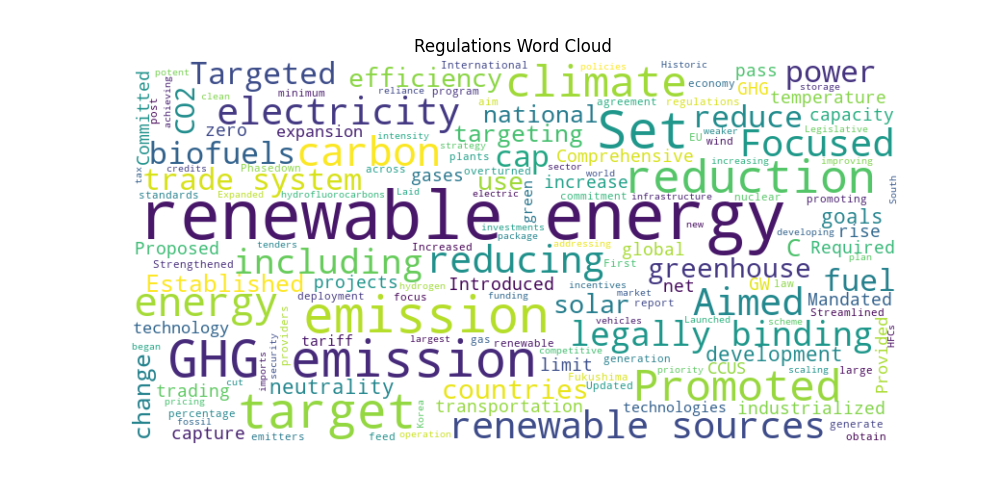 Regulations Word Cloud
potent
Targeted
International
policies
Historic
efficiency
climate
pass
power
clean
achieving
post
minimum
reliance
program
economy
storage
GHG
temperature
Committed
CO2
electricity
aim
agreement
regulations
national
Set
reduce
capacity
zero
expansion
intensity
targeting
EU
weaker
wind
Legislative
Focused
biofuels
carbon
strategy
plants
overturned
cap
Comprehensive
increasing
improving
tax
credits
Phasedown
across
gases
sector
world
trade system
use
increase
reduction
standards
Expanded
hydrofluorocarbons
Laid
electric
green
commitment
infrastructure
nuclear
promoting
South
renewable energy
new
investments
package
goals
developing
rise
Proposed
tenders
Increased
addressing
First
global
C
Required
plan
Strengthened
including
reducing
greenhouse
fuel
Established
projects
hydrogen
Introduced
incentives
net
GW
law
energy
deployment
focus
funding
solar
market
report
Aimed
Mandated
Streamlined
technology
emission
vehicles
Launched
scheme
legally binding
Provided
HFCs
providers
began
GHG emission
tariff
largest
gas
renewable
competitive
generation
development
change
imports
security
limit
CCUS
scaling
large
trading
cut
neutrality
countries
Fukushima
Updated
priority
Promoted
pricing
percentage
fossil
target
Korea
transportation
technologies
industrialized
capture
emitters
feed
operation
renewable sources
generate
obtain